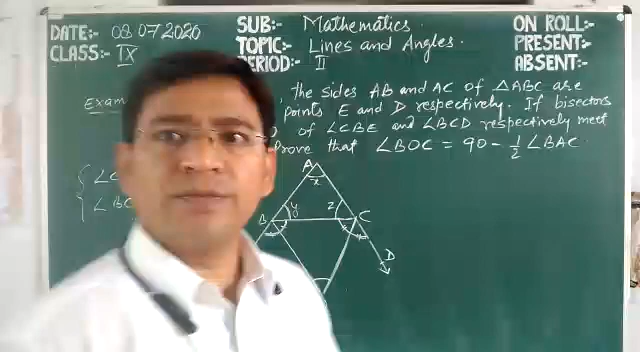 DATE:- 08 07 2020
CLASS:- IX
SUB:- Mathematics.
TOPIC:- Lines and Angles.
PERIOD:- II
ON ROLL:-
PRESENT:-
ABSENT:-
Exam
the sides AB and AC of △ABC are
points E and D respectively. If bisectors
of ∠CBE and ∠BCD respectively meet
Prove that ∠BOC = 90 - 1/2 ∠BAC.
∠C
∠BC
A
x
B y z C
D